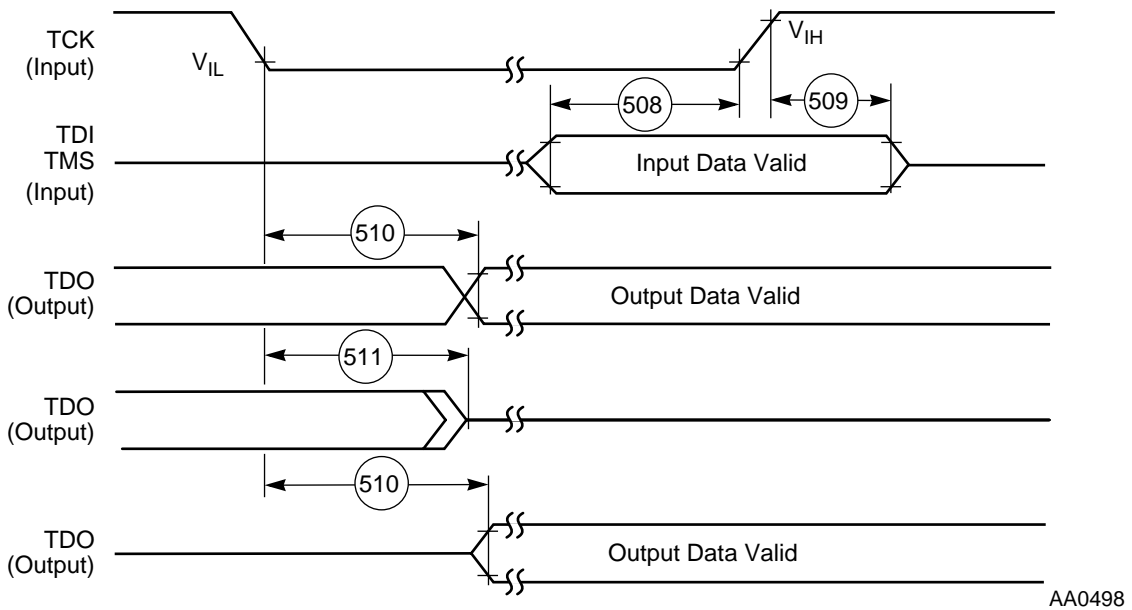 TCK
(Input)
V_IL
V_IH
508
509
TDI
TMS
(Input)
Input Data Valid
510
TDO
(Output)
Output Data Valid
511
TDO
(Output)
510
TDO
(Output)
Output Data Valid
AA0498